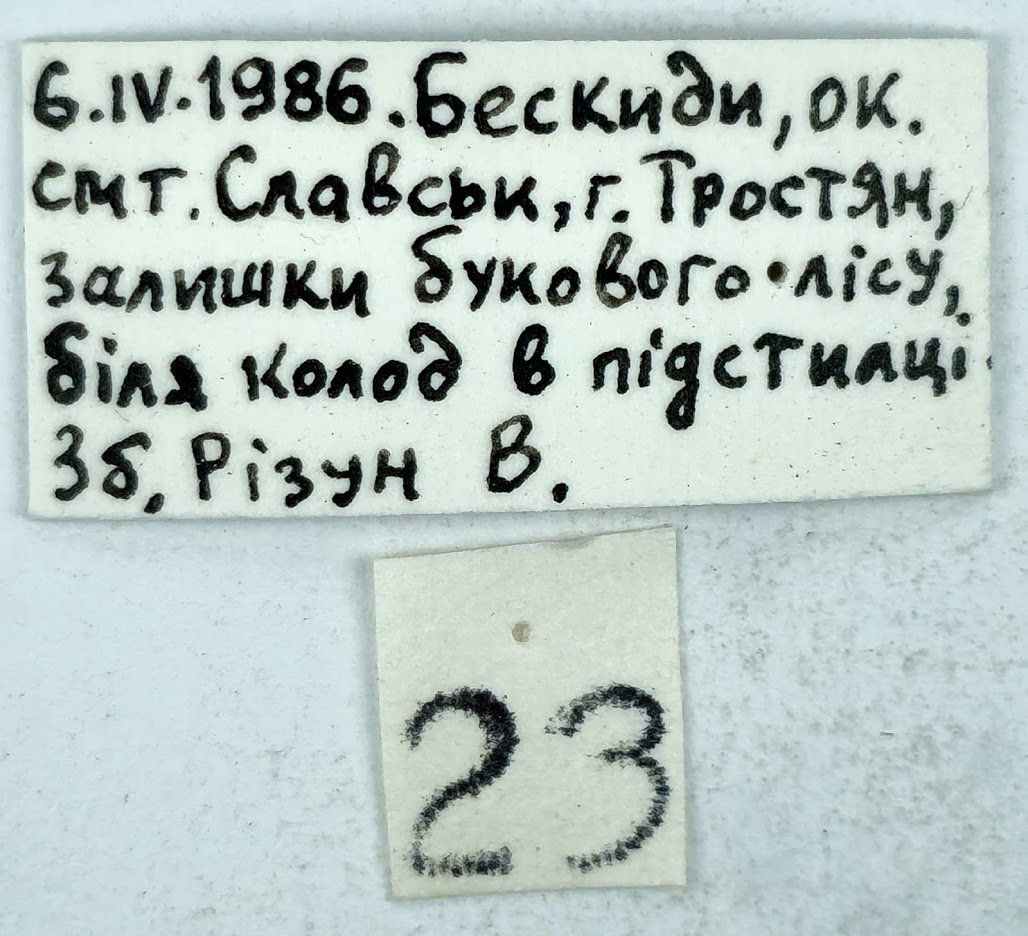 6.IV.1986. Бескиди, ок.
смт. Славськ, г. Тростян,
залишки букового лісу,
біля колод в підстилці.
Зб. Різун В.
23